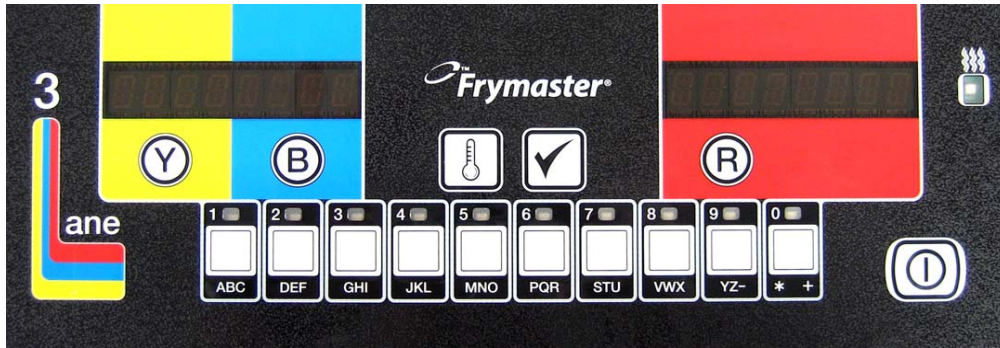 3
Lane
™
Frymaster®
Y
B
R
1 2 3 4 5 6 7 8 9 0
ABC DEF GHI JKL MNO PQR STU VWX YZ- * +